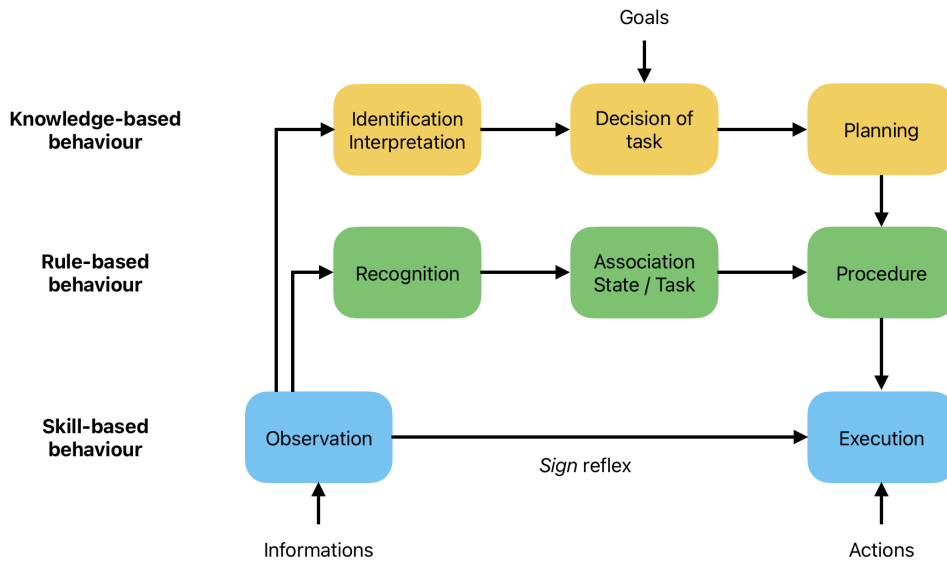 Goals
Knowledge-based
behaviour
Identification
Interpretation
Decision of
task
Planning
Rule-based
behaviour
Recognition
Association
State / Task
Procedure
Skill-based
behaviour
Observation
Execution
Sign reflex
Informations
Actions